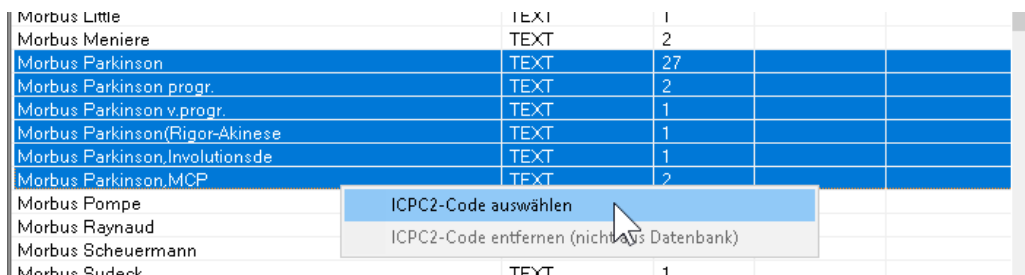 Morbus Little TEXT 1
Morbus Meniere TEXT 2
Morbus Parkinson TEXT 27
Morbus Parkinson progr. TEXT 2
Morbus Parkinson v.progr. TEXT 1
Morbus Parkinson(Rigor-Akinese TEXT 1
Morbus Parkinson,Involutionsde TEXT 1
Morbus Parkinson,MCP TEXT 2
Morbus Pompe
ICPC2-Code auswählen
Morbus Raynaud
ICPC2-Code entfernen (nicht aus Datenbank)
Morbus Scheuermann
Morbus Sudeck TEXT 1